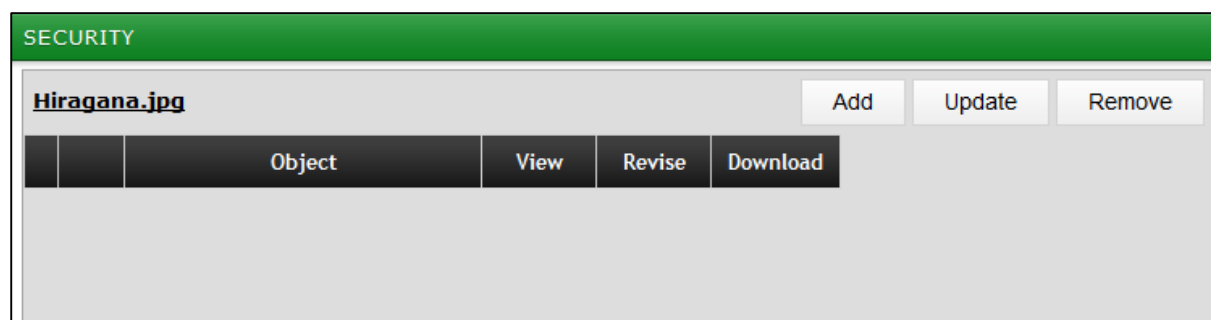 SECURITY
Hiragana.jpg Add Update Remove
Object View Revise Download